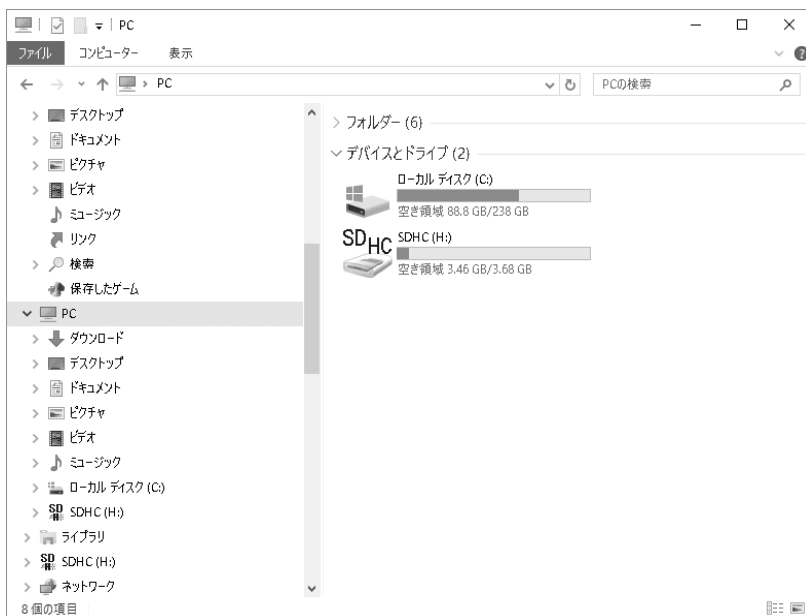 PC
ファイル コンピューター 表示
PC
PCの検索
デスクトップ
ドキュメント
ピクチャ
ビデオ
ミュージック
リンク
検索
保存したゲーム
PC
ダウンロード
デスクトップ
ドキュメント
ピクチャ
ビデオ
ミュージック
ローカル ディスク (C:)
SDHC (H:)
ライブラリ
SDHC (H:)
ネットワーク
フォルダー (6)
デバイスとドライブ (2)
ローカル ディスク (C:)
空き領域 88.8 GB/238 GB
SDHC
SDHC (H:)
空き領域 3.46 GB/3.68 GB
8 個の項目